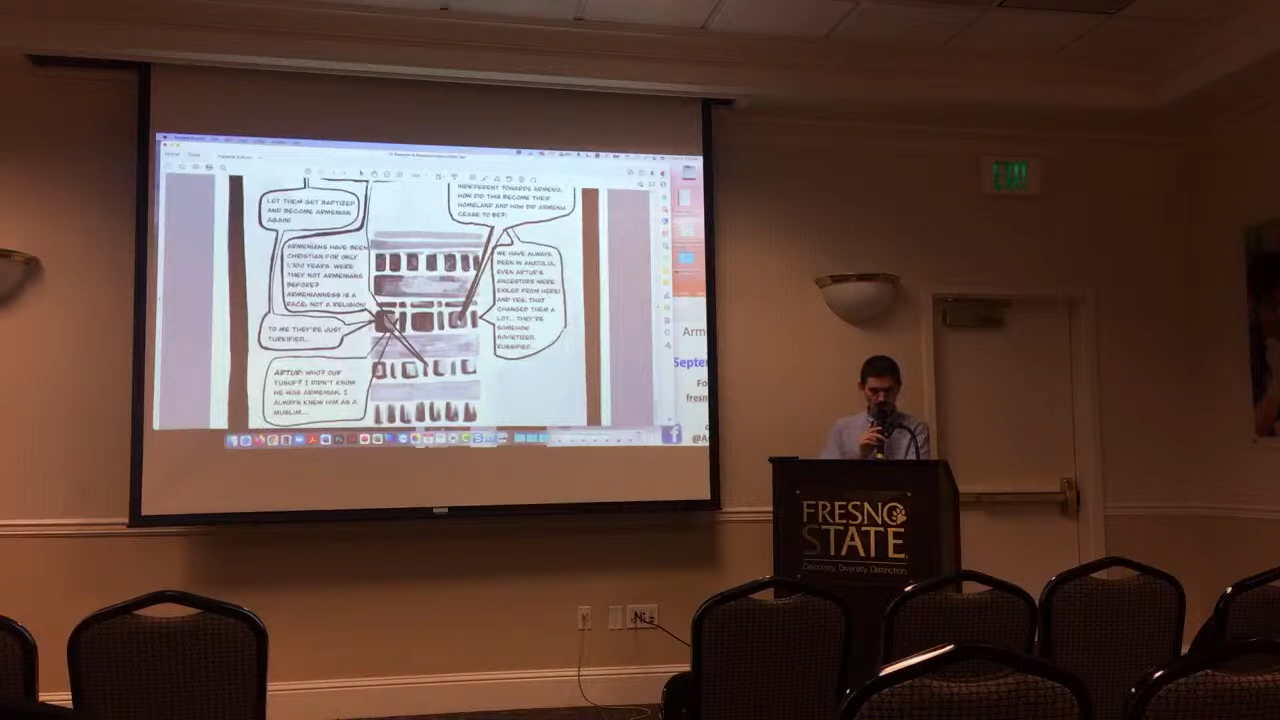 LET THEM GET BAPTIZED
AND BECOME ARMENIAN
AGAIN!
INDIFFERENT TOWARDS ARMENIA.
HOW DID THIS BECOME THEIR
HOMELAND AND HOW DID ARMENIA
CEASE TO BE?!
ARMENIANS HAVE BEEN
CHRISTIAN FOR ONLY
1,700 YEARS. WERE
THEY NOT ARMENIANS
BEFORE?
ARMENIANNESS IS A
RACE, NOT A RELIGION!
WE HAVE ALWAYS
BEEN IN ANATOLIA,
EVEN ARTUR'S
ANCESTORS WERE
EXILED FROM HERE!
AND YES, THAT
CHANGED THEM A
LOT... THEY'RE
SOMEHOW
SOVIETIZED,
RUSSIFIED...
TO ME THEY'RE JUST
TURKIFIED...
ARTUR: WHO? OUR
YUSUF? I DIDN'T KNOW
HE WAS ARMENIAN. I
ALWAYS KNEW HIM AS A
MUSLIM...
Arm
Septe
Fo
fresn
@A
f
EXIT
FRESNO
STATE
Discovery. Diversity. Distinction.